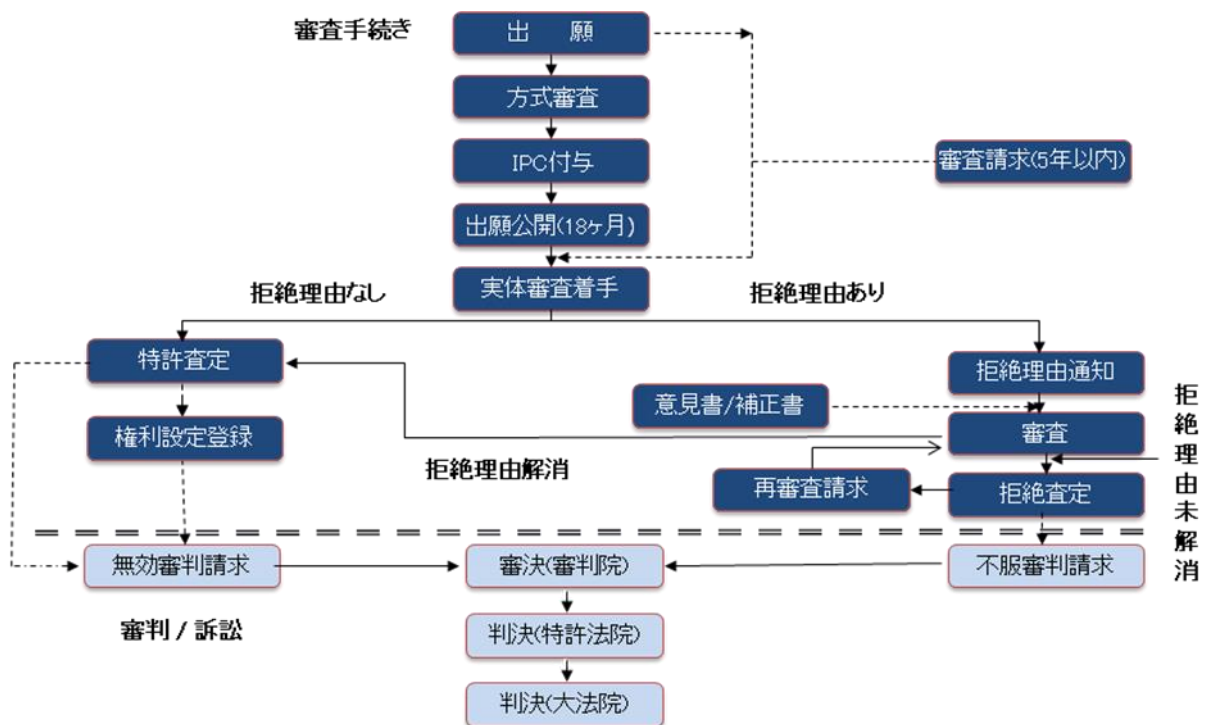 審査手続き
出　願
方式審査
IPC付与
審査請求(5年以内)
出願公開(18ヶ月)
実体審査着手
拒絶理由なし
拒絶理由あり
特許査定
拒絶理由通知
意見書/補正書
権利設定登録
審査
拒絶理由解消
再審査請求
拒絶査定
拒絶理由未解消
無効審判請求
審決(審判院)
不服審判請求
審判 / 訴訟
判決(特許法院)
判決(大法院)